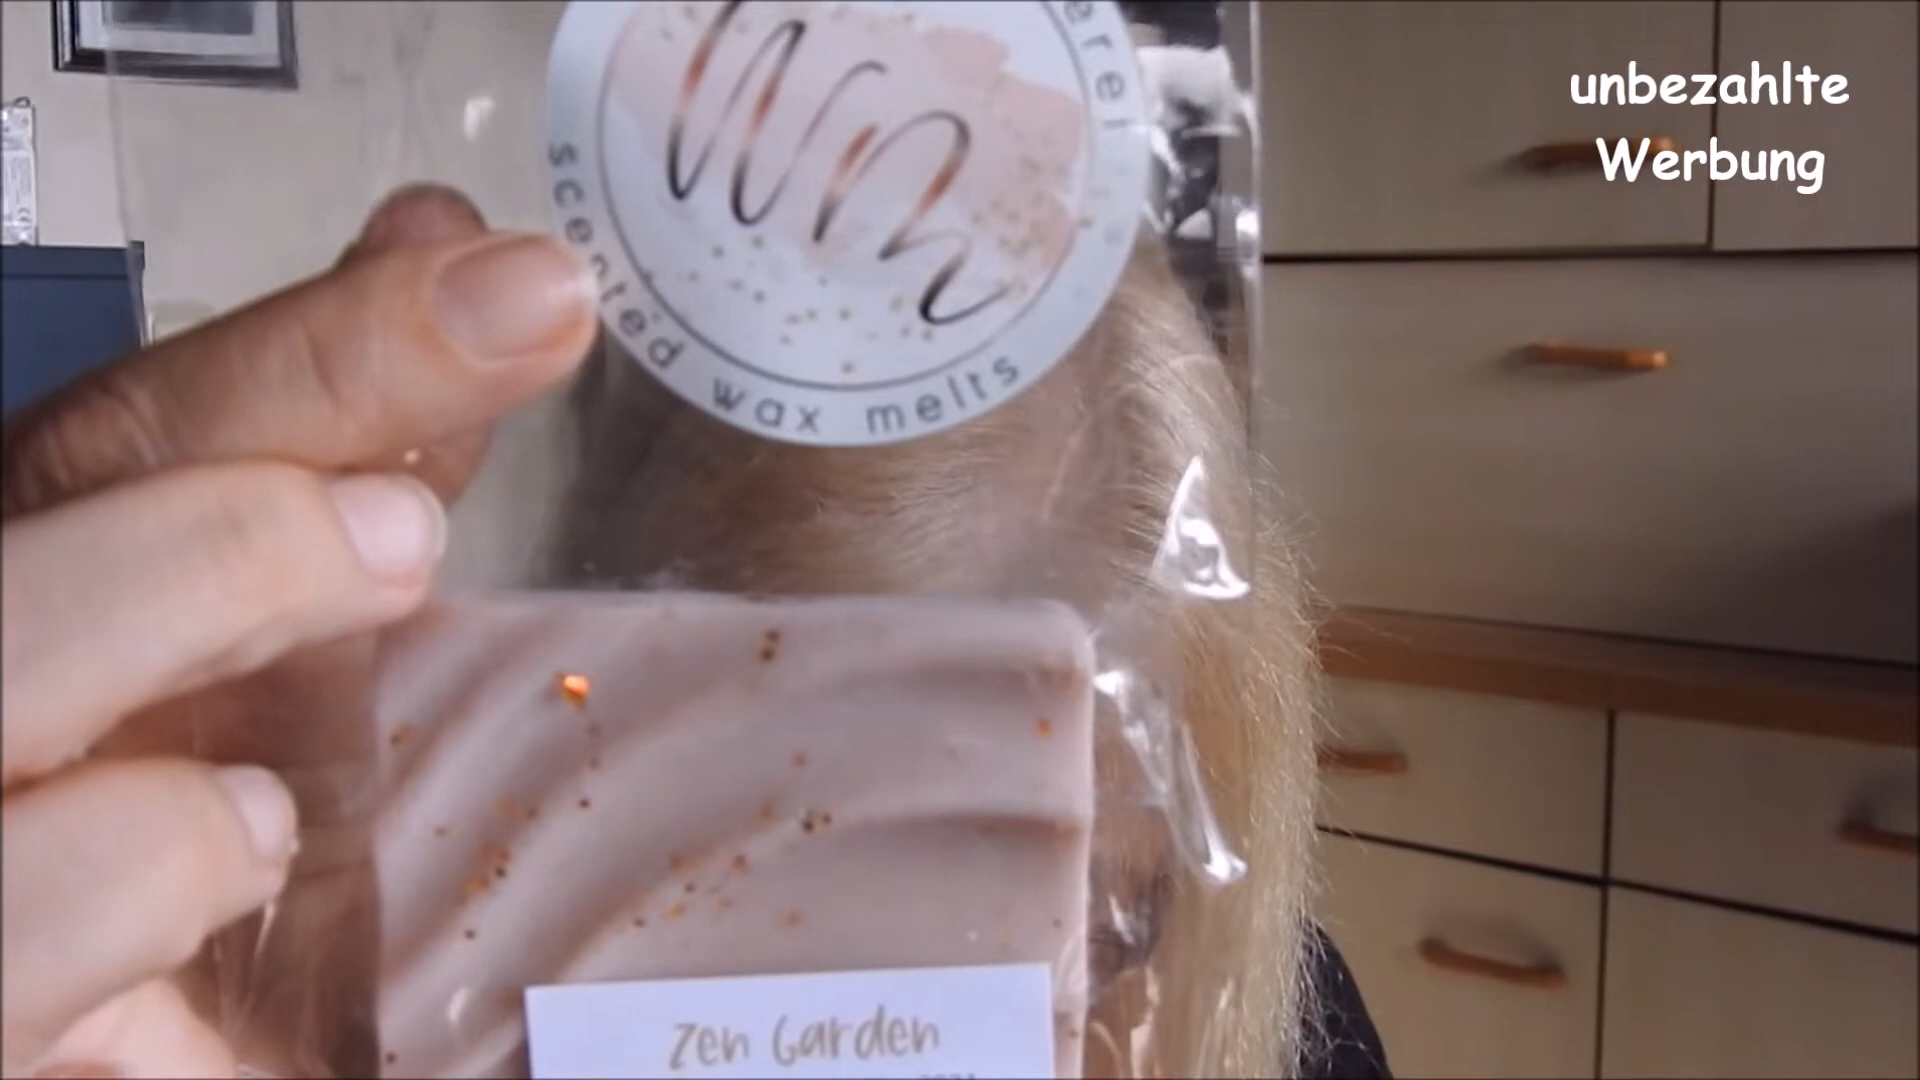 unbezahlte
Werbung
scented wax melts
Zen Garden